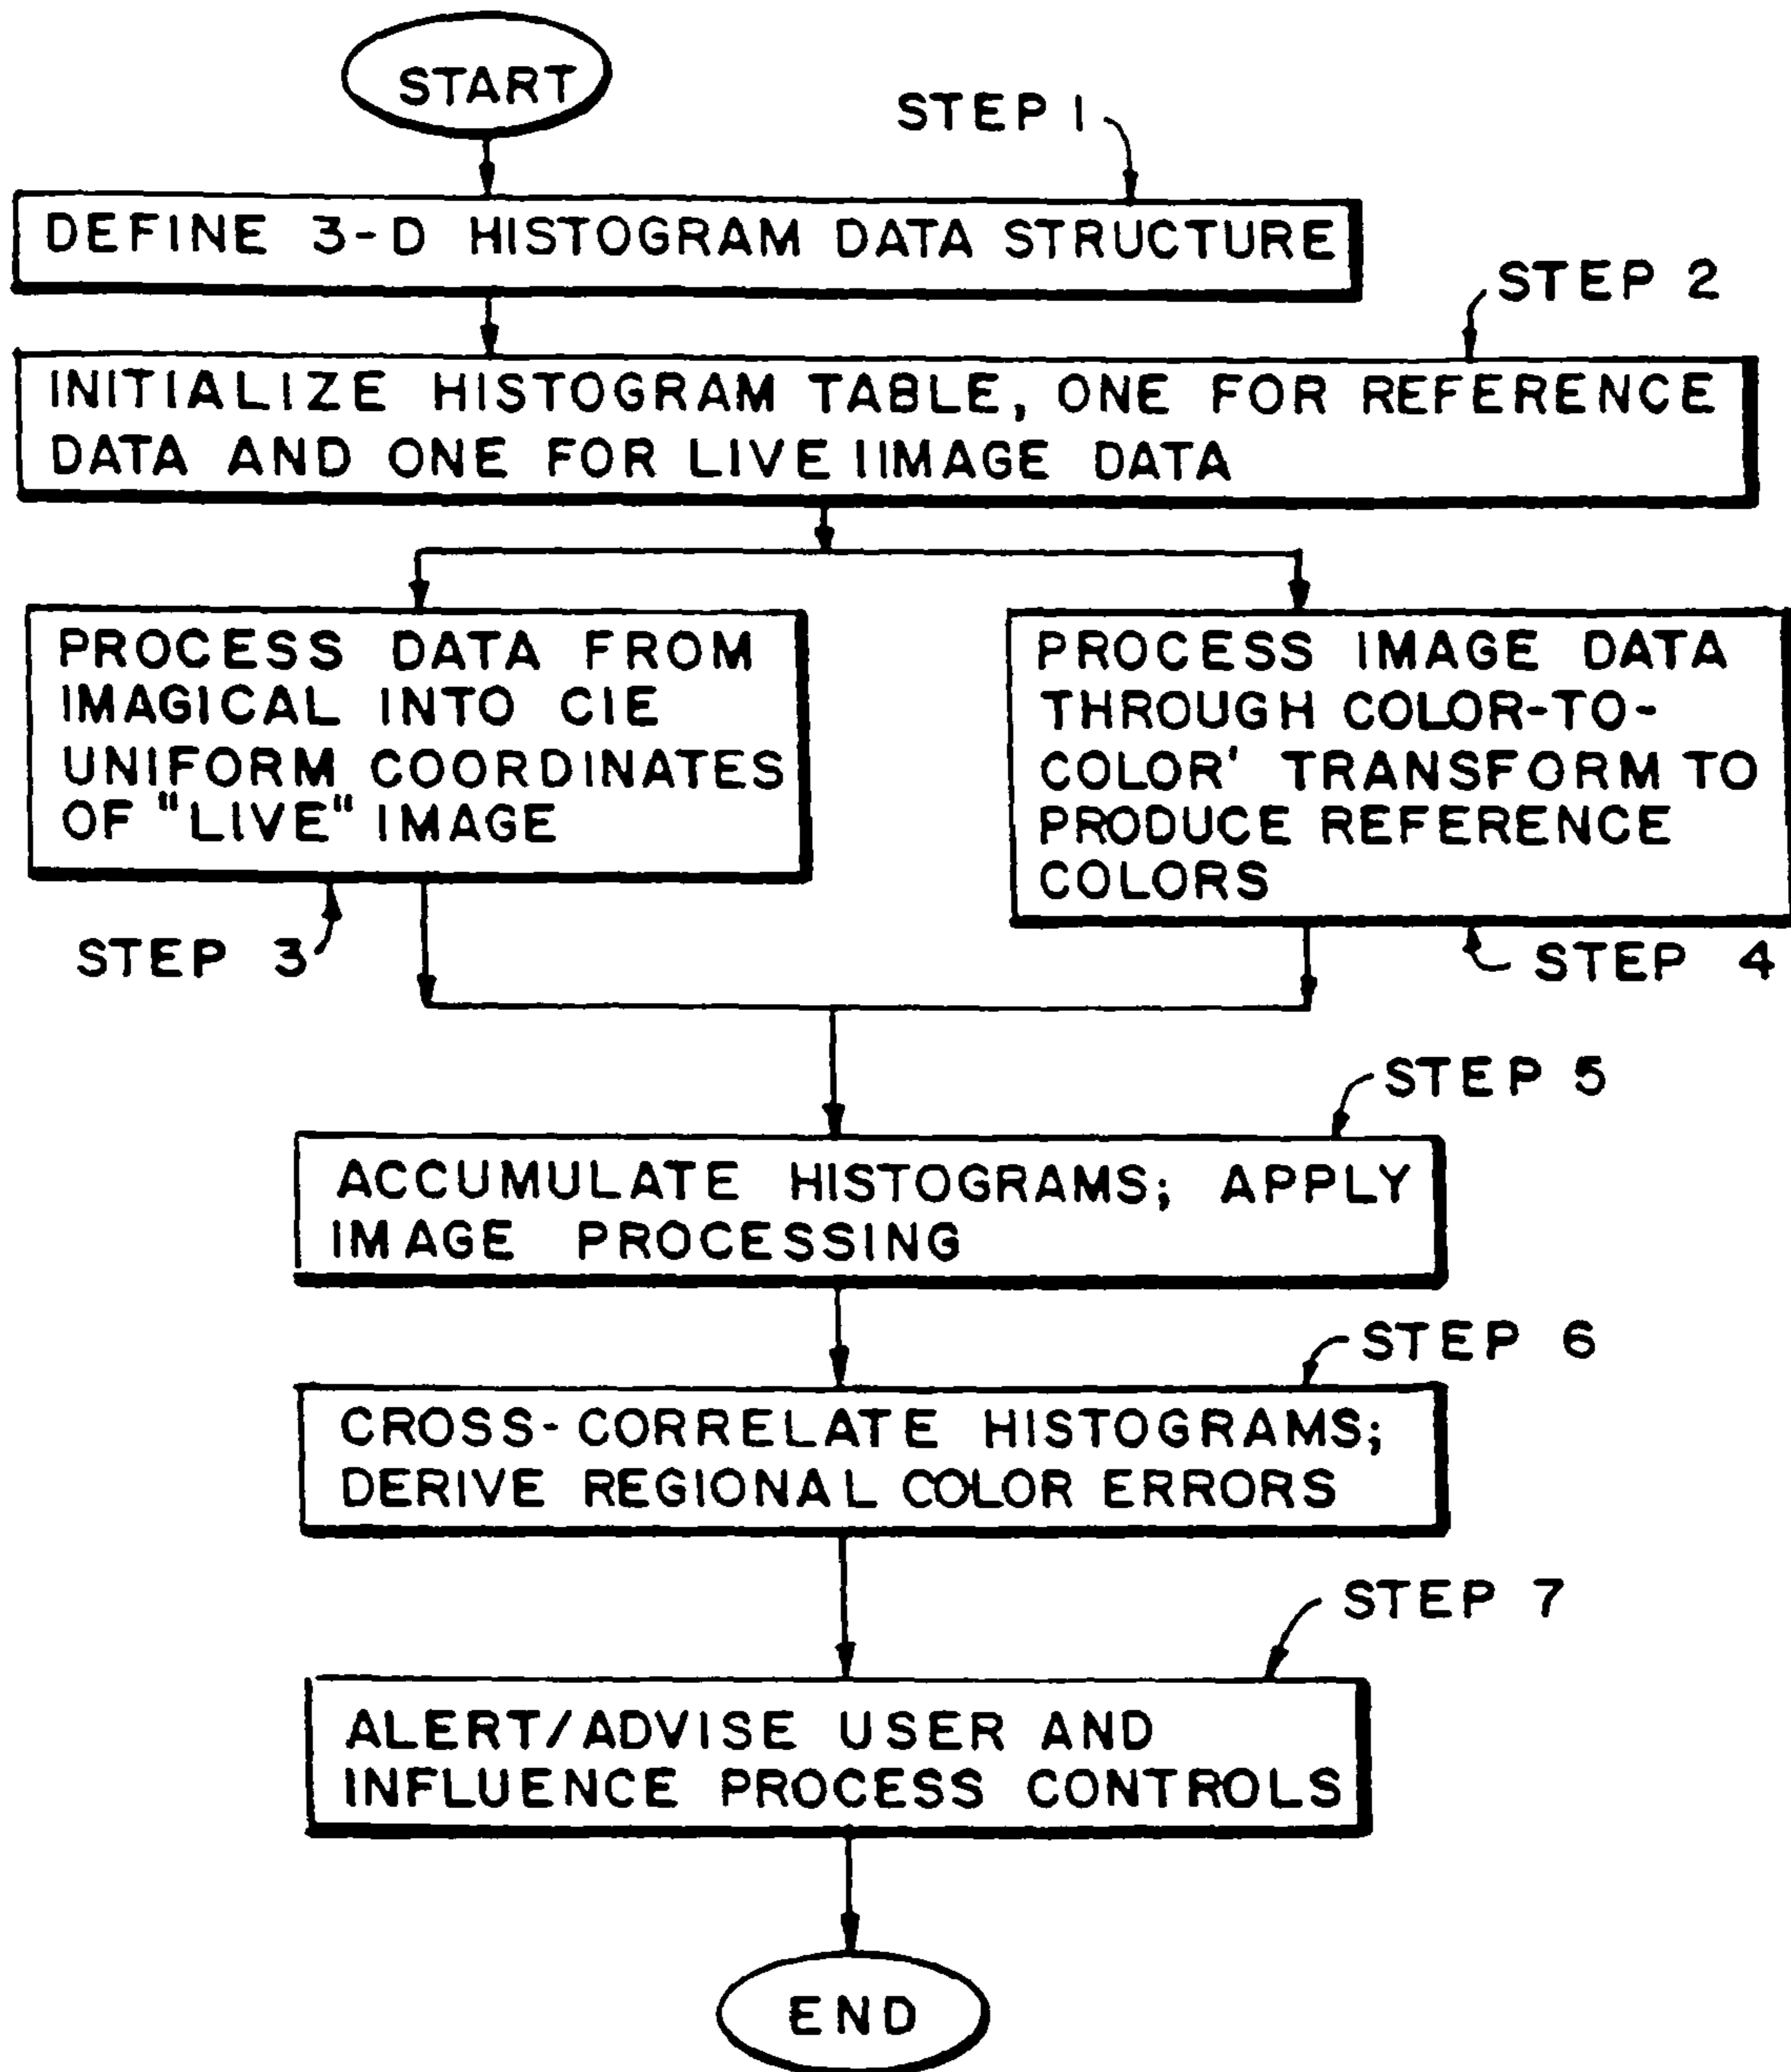 START
STEP 1
DEFINE 3-D HISTOGRAM DATA STRUCTURE
STEP 2
INITIALIZE HISTOGRAM TABLE, ONE FOR REFERENCE
DATA AND ONE FOR LIVE IIMAGE DATA
PROCESS DATA FROM
IMAGICAL INTO CIE
UNIFORM COORDINATES
OF "LIVE" IMAGE
STEP 3
PROCESS IMAGE DATA
THROUGH COLOR-TO-
COLOR' TRANSFORM TO
PRODUCE REFERENCE
COLORS
STEP 4
STEP 5
ACCUMULATE HISTOGRAMS; APPLY
IMAGE PROCESSING
STEP 6
CROSS-CORRELATE HISTOGRAMS;
DERIVE REGIONAL COLOR ERRORS
STEP 7
ALERT/ADVISE USER AND
INFLUENCE PROCESS CONTROLS
END